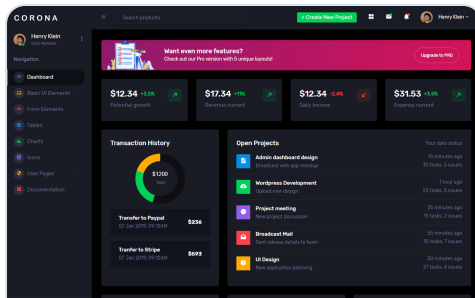 CORONA
Search products
+ Create New Project
Henry Klein
Henry Klein
Gold Member
Navigation
Dashboard
Basic UI Elements
Form Elements
Tables
Charts
Icons
User Pages
Documentation
Want even more features?
Check out our Pro version with 5 unique layouts!
Upgrade to PRO
$12.34 +3.5%
Potential growth
$17.34 +11%
Revenue current
$12.34 -2.4%
Daily Income
$31.53 +3.5%
Expense current
Transaction History
$1200
Total
Transfer to Paypal
07 Jan 2019, 09:12AM
$236
Tranfer to Stripe
07 Jan 2019, 09:12AM
$593
Open Projects
Your data status
Admin dashboard design
Broadcast web app mockup
15 minutes ago
30 tasks, 5 issues
Wordpress Development
Upload new design
1 hour ago
23 tasks, 5 issues
Project meeting
New project discussion
35 minutes ago
15 tasks, 2 issues
Broadcast Mail
Sent release details to team
55 minutes ago
35 tasks, 7 issues
UI Design
New application planning
50 minutes ago
27 tasks, 4 issues